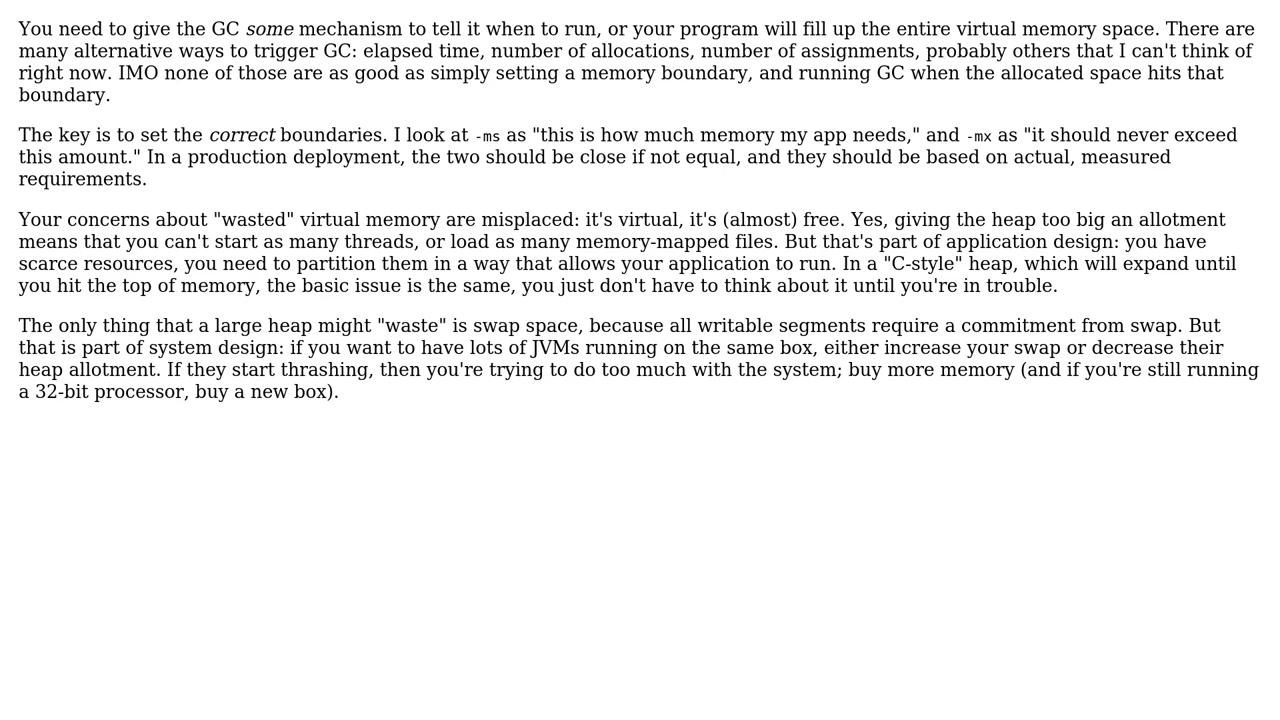 You need to give the GC some mechanism to tell it when to run, or your program will fill up the entire virtual memory space. There are
many alternative ways to trigger GC: elapsed time, number of allocations, number of assignments, probably others that I can't think of
right now. IMO none of those are as good as simply setting a memory boundary, and running GC when the allocated space hits that
boundary.
The key is to set the correct boundaries. I look at -ms as "this is how much memory my app needs," and -mx as "it should never exceed
this amount." In a production deployment, the two should be close if not equal, and they should be based on actual, measured
requirements.
Your concerns about "wasted" virtual memory are misplaced: it's virtual, it's (almost) free. Yes, giving the heap too big an allotment
means that you can't start as many threads, or load as many memory-mapped files. But that's part of application design: you have
scarce resources, you need to partition them in a way that allows your application to run. In a "C-style" heap, which will expand until
you hit the top of memory, the basic issue is the same, you just don't have to think about it until you're in trouble.
The only thing that a large heap might "waste" is swap space, because all writable segments require a commitment from swap. But
that is part of system design: if you want to have lots of JVMs running on the same box, either increase your swap or decrease their
heap allotment. If they start thrashing, then you're trying to do too much with the system; buy more memory (and if you're still running
a 32-bit processor, buy a new box).